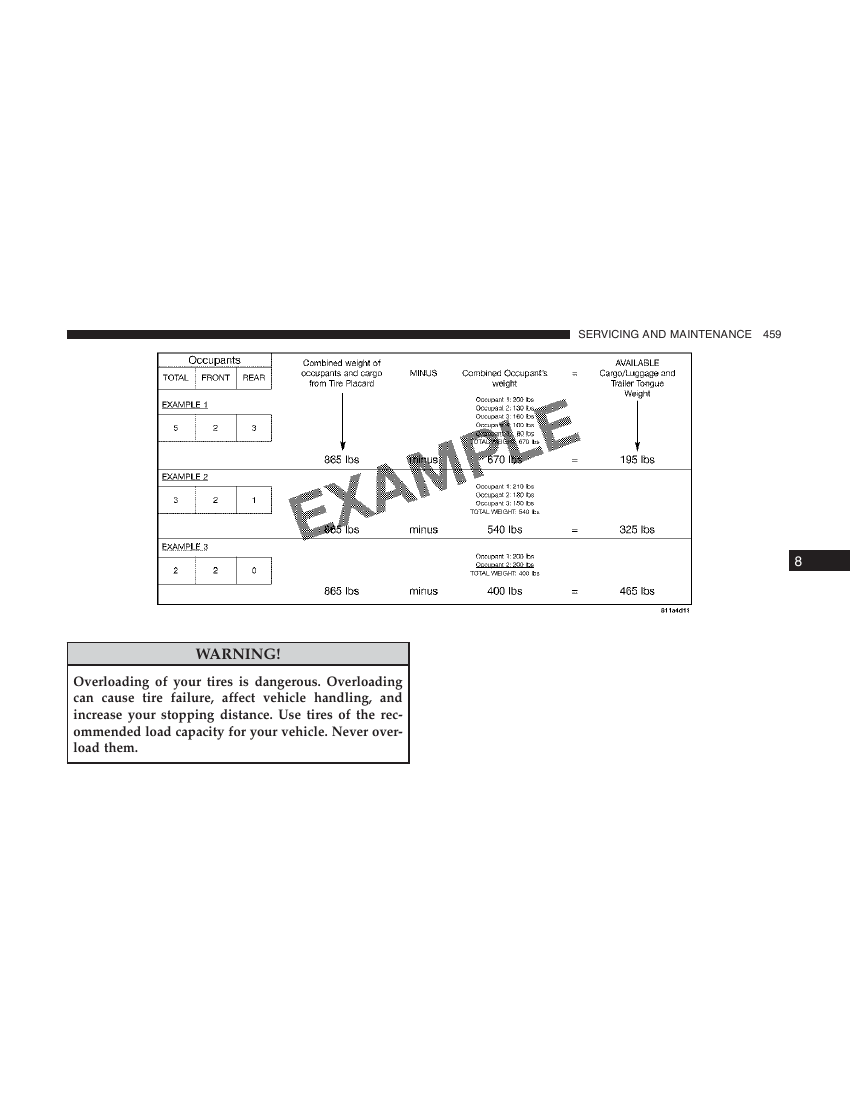 SERVICING AND MAINTENANCE 459
Occupants
TOTAL FRONT REAR
Combined weight of
occupants and cargo
from Tire Placard
MINUS
Combined Occupant's
weight
=
AVAILABLE
Cargo/Luggage and
Trailer Tongue
Weight
EXAMPLE 1
5 2 3
Occupant 1: 200 lbs
Occupant 2: 130 lbs
Occupant 3: 160 lbs
Occupant 100 lbs
80 lbs
TOTAL WEIGHT: 670 lbs
865 lbs minus 670 lbs = 195 lbs
EXAMPLE
EXAMPLE 2
3 2 1
Occupant 1: 210 lbs
Occupant 2: 180 lbs
Occupant 3: 150 lbs
TOTAL WEIGHT: 540 lbs
865 lbs minus 540 lbs = 325 lbs
EXAMPLE 3
2 2 0
Occupant 1: 200 lbs
Occupant 2: 200 lbs
TOTAL WEIGHT: 400 lbs
865 lbs minus 400 lbs = 465 lbs
811a4d11
8
WARNING!
Overloading of your tires is dangerous. Overloading
can cause tire failure, affect vehicle handling, and
increase your stopping distance. Use tires of the rec-
ommended load capacity for your vehicle. Never over-
load them.